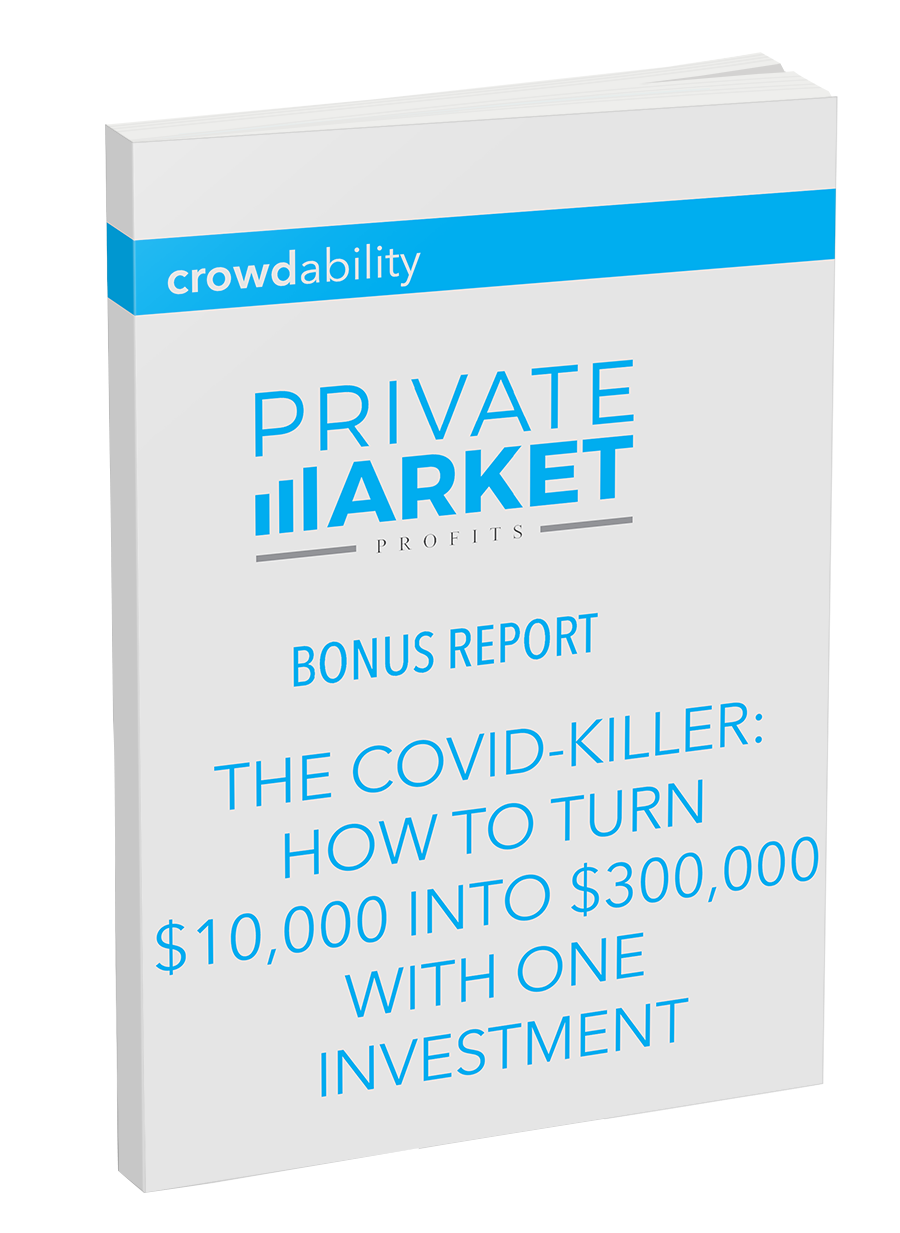 crowdability
PRIVATE
MARKET
PROFITS
BONUS REPORT
THE COVID-KILLER:
HOW TO TURN
$10,000 INTO $300,000
WITH ONE
INVESTMENT